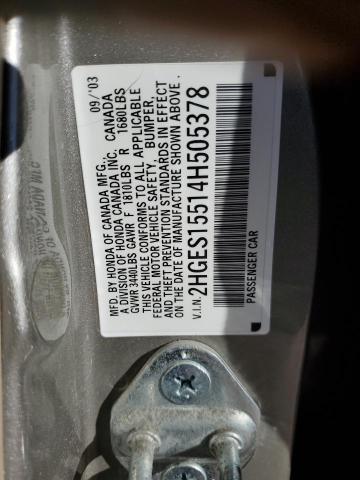 MFG. BY HONDA OF CANADA MFG. 09/'03
A DIVISION OF HONDA CANADA INC. CANADA
GVWR 3440LBS GAWR F 1810LBS R 1680LBS
THIS VEHICLE CONFORMS TO ALL APPLICABLE
FEDERAL MOTOR VEHICLE SAFETY, BUMPER,
AND THEFT PREVENTION STANDARDS IN EFFECT
ON THE DATE OF MANUFACTURE SHOWN ABOVE.
V.I.N. 2HGES15514H505378
PASSENGER CAR